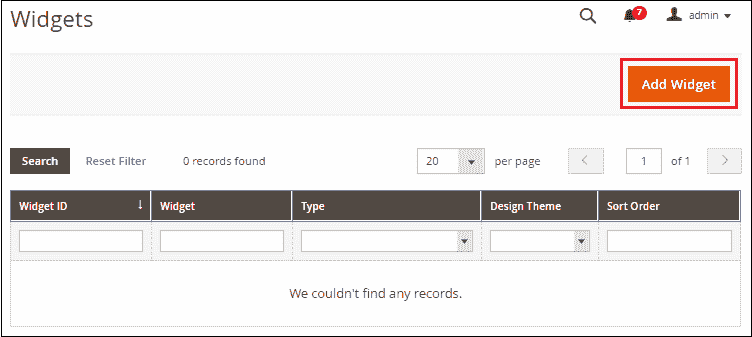 Widgets
7
admin
Add Widget
Search Reset Filter 0 records found 20 per page 1 of 1
Widget ID ↓ Widget Type Design Theme Sort Order
We couldn't find any records.